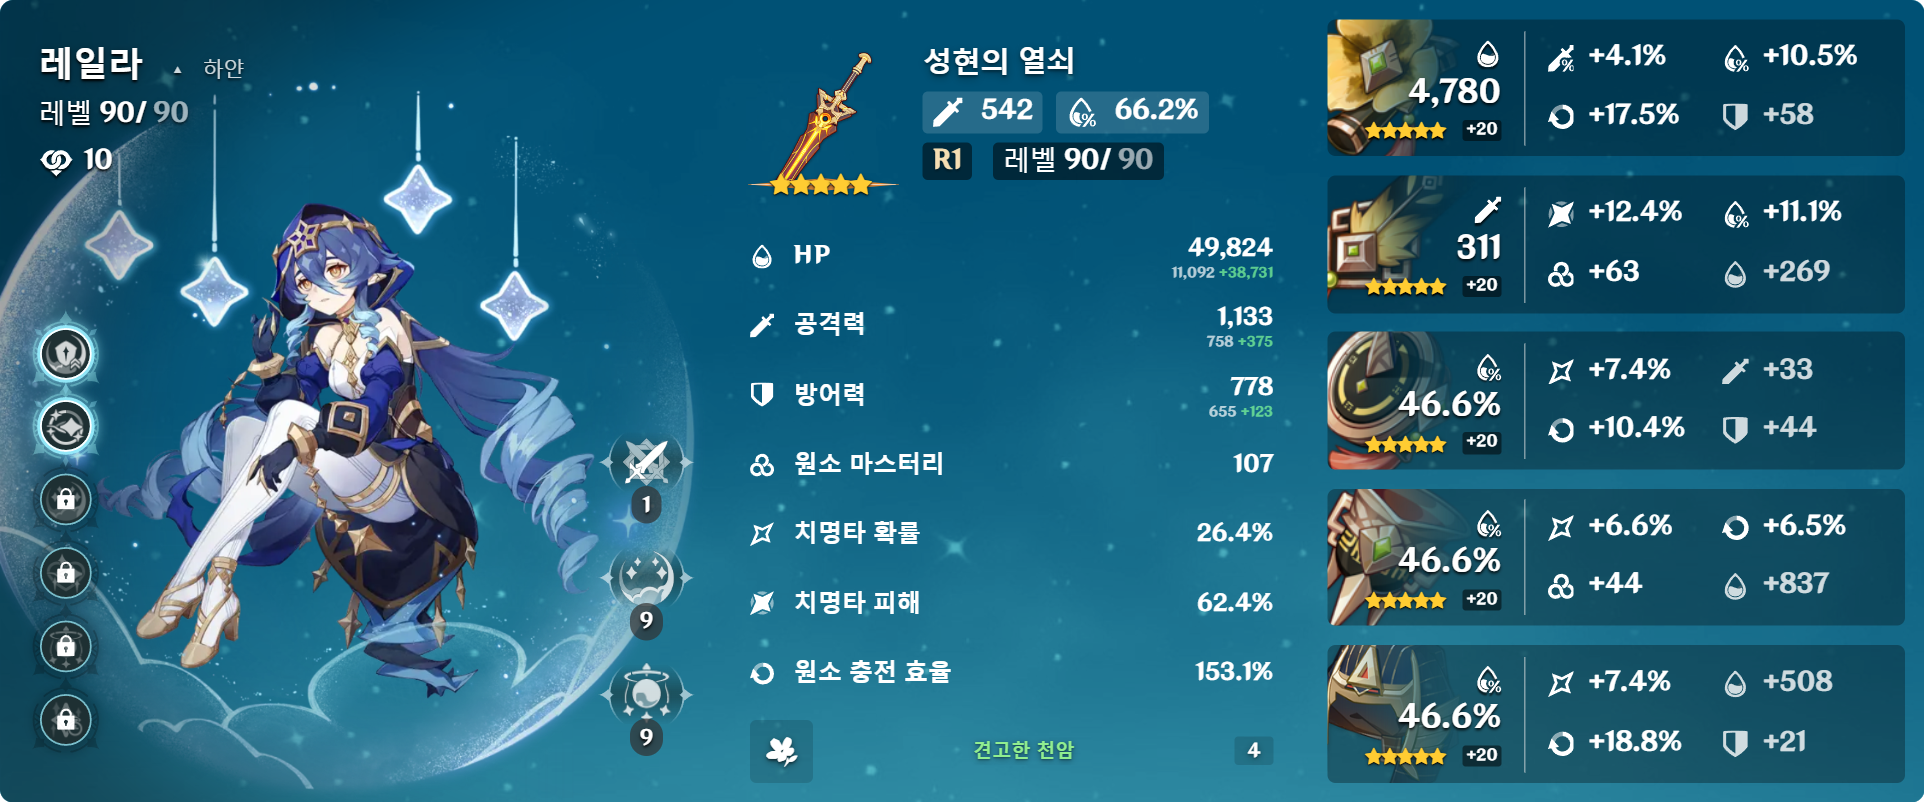 레일라 ▲ 하얀
레벨 90/ 90
10
1
9
9
성현의 열쇠
542 66.2%
R1 레벨 90/ 90
HP 49,824
11,092 +38,731
공격력 1,133
758 +375
방어력 778
655 +123
원소 마스터리 107
치명타 확률 26.4%
치명타 피해 62.4%
원소 충전 효율 153.1%
견고한 천암 4
4,780
+20
+4.1% +10.5%
+17.5% +58
311
+20
+12.4% +11.1%
+63 +269
46.6%
+20
+7.4% +33
+10.4% +44
46.6%
+20
+6.6% +6.5%
+44 +837
46.6%
+20
+7.4% +508
+18.8% +21